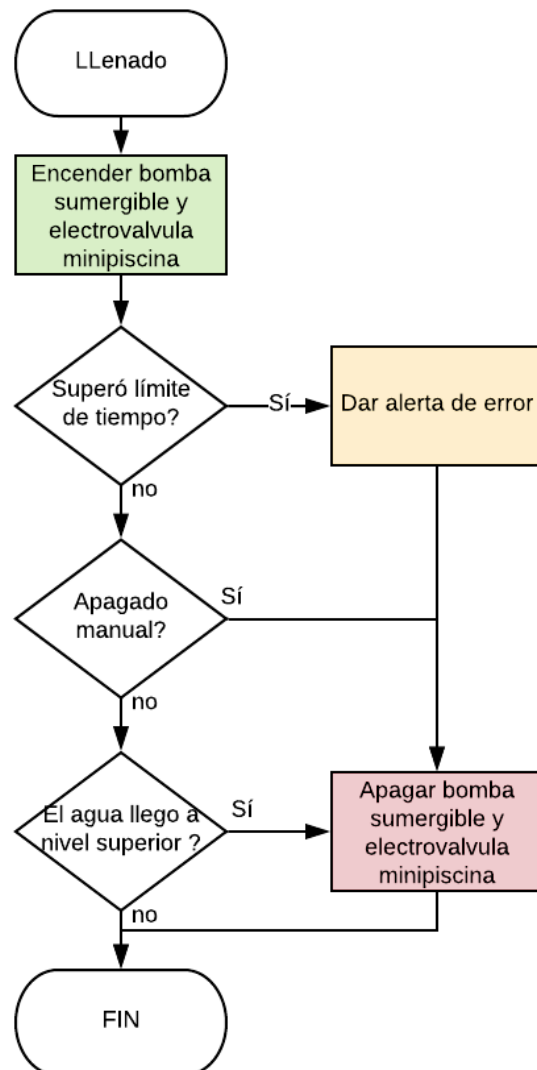 LLenado
Encender bomba
sumergible y
electrovalvula
minipiscina
Superó límite
de tiempo?
Sí
Dar alerta de error
no
Apagado
manual?
Sí
no
El agua llego a
nivel superior ?
Sí
Apagar bomba
sumergible y
electrovalvula
minipiscina
no
FIN